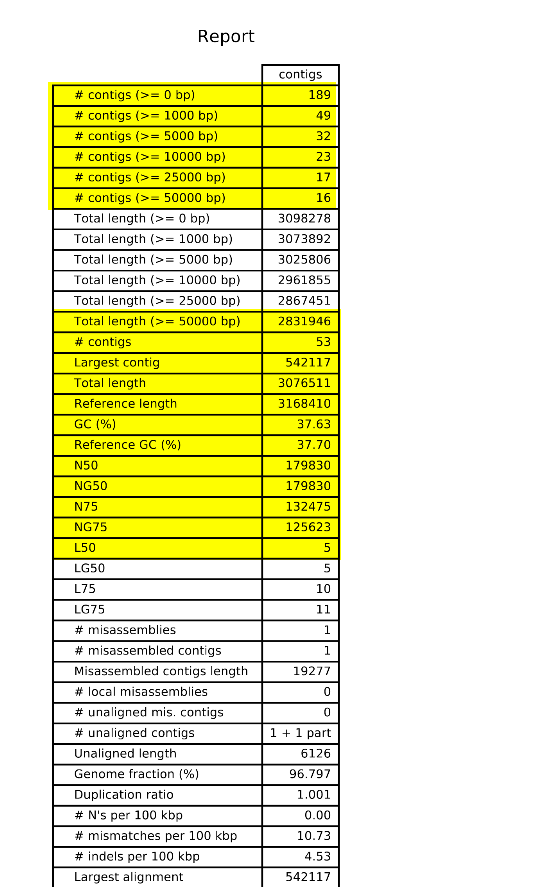 Report
contigs
# contigs (>= 0 bp) 189
# contigs (>= 1000 bp) 49
# contigs (>= 5000 bp) 32
# contigs (>= 10000 bp) 23
# contigs (>= 25000 bp) 17
# contigs (>= 50000 bp) 16
Total length (>= 0 bp) 3098278
Total length (>= 1000 bp) 3073892
Total length (>= 5000 bp) 3025806
Total length (>= 10000 bp) 2961855
Total length (>= 25000 bp) 2867451
Total length (>= 50000 bp) 2831946
# contigs 53
Largest contig 542117
Total length 3076511
Reference length 3168410
GC (%) 37.63
Reference GC (%) 37.70
N50 179830
NG50 179830
N75 132475
NG75 125623
L50 5
LG50 5
L75 10
LG75 11
# misassemblies 1
# misassembled contigs 1
Misassembled contigs length 19277
# local misassemblies 0
# unaligned mis. contigs 0
# unaligned contigs 1 + 1 part
Unaligned length 6126
Genome fraction (%) 96.797
Duplication ratio 1.001
# N's per 100 kbp 0.00
# mismatches per 100 kbp 10.73
# indels per 100 kbp 4.53
Largest alignment 542117